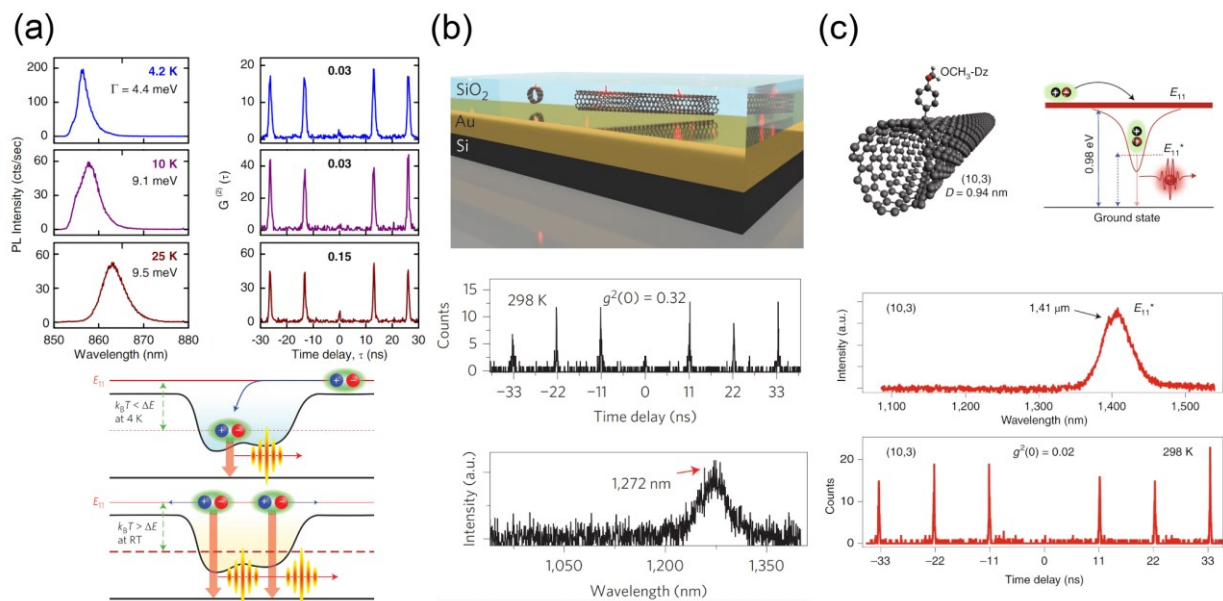 (a)
PL Intensity (cts/sec)
200
100
0
4.2 K
Γ = 4.4 meV
60
30
0
10 K
9.1 meV
60
30
0
25 K
9.5 meV
850 860 870 880
Wavelength (nm)
G⁽²⁾(τ)
20
10
0
0.03
40
20
0
0.03
60
30
0
0.15
-30 -20 -10 0 10 20 30
Time delay, τ (ns)
E₁₁
k_BT < ΔE
at 4 K
E₁₁
k_BT > ΔE
at RT
(b)
SiO₂
Au
Si
Counts
15
10
5
0
298 K
g²(0) = 0.32
−33 −22 −11 0 11 22 33
Time delay (ns)
Intensity (a.u.)
1,272 nm
1,050 1,200 1,350
Wavelength (nm)
(c)
OCH₃-Dz
(10,3)
D = 0.94 nm
E₁₁
0.98 eV
E₁₁*
Ground state
Intensity (a.u.)
(10,3)
1,41 μm
E₁₁*
1,100 1,200 1,300 1,400 1,500
Wavelength (nm)
Counts
20
10
0
(10,3)
g²(0) = 0.02
298 K
−33 −22 −11 0 11 22 33
Time delay (ns)